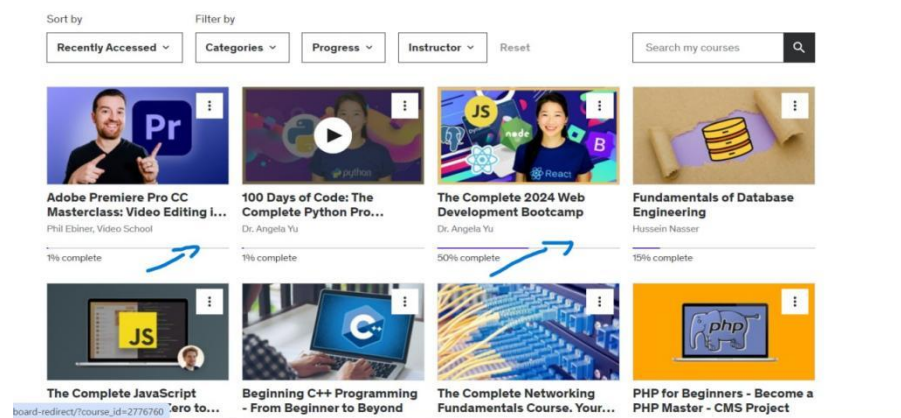 Sort by
Filter by
Recently Accessed
Categories
Progress
Instructor
Reset
Search my courses
Pr
python
JS
node
React
B
Adobe Premiere Pro CC
Masterclass: Video Editing i...
Phil Ebiner, Video School
1% complete
100 Days of Code: The
Complete Python Pro...
Dr. Angela Yu
1% complete
The Complete 2024 Web
Development Bootcamp
Dr. Angela Yu
50% complete
Fundamentals of Database
Engineering
Hussein Nasser
15% complete
JS
C++
php
The Complete JavaScript
Zero to...
board-redirect/?course_id=2776760
Beginning C++ Programming
- From Beginner to Beyond
The Complete Networking
Fundamentals Course. Your...
PHP for Beginners - Become a
PHP Master - CMS Project